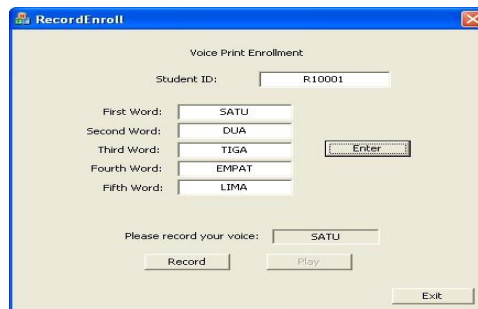 RecordEnroll
Voice Print Enrollment
Student ID: R10001
First Word: SATU
Second Word: DUA
Third Word: TIGA
Enter
Fourth Word: EMPAT
Fifth Word: LIMA
Please record your voice: SATU
Record Play
Exit